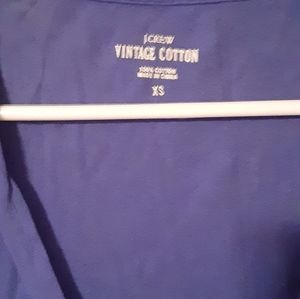 J.CREW
VINTAGE COTTON
100% COTTON
MADE IN CHINA
XS